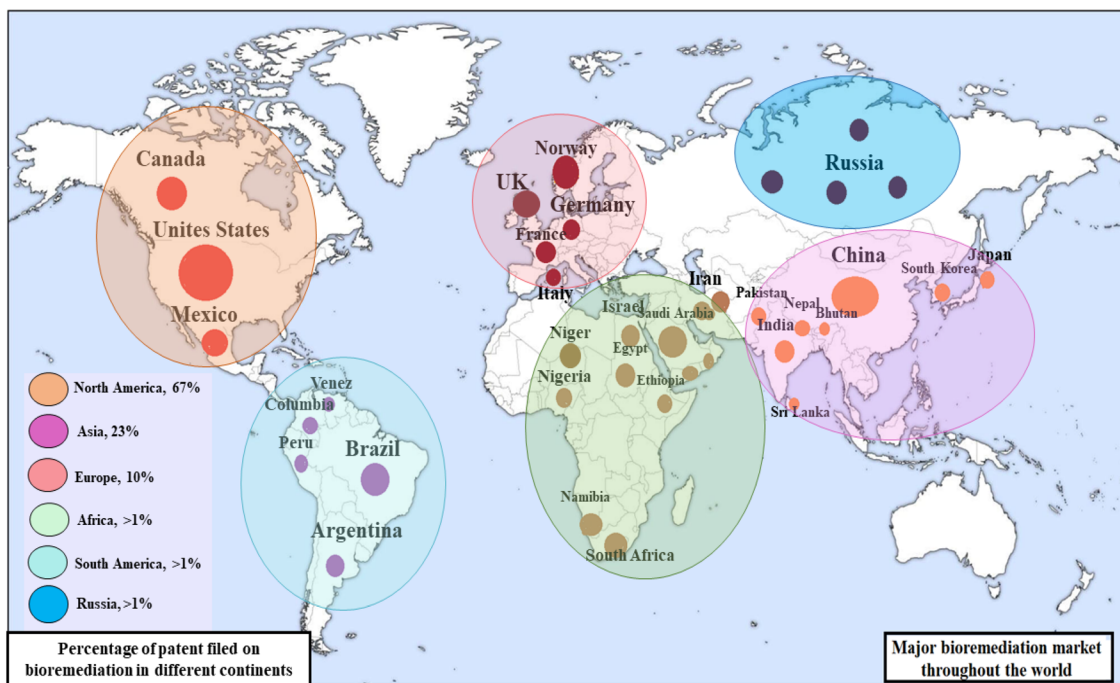 Canada
Unites States
Mexico
Norway
UK
Germany
France
Italy
Russia
China
Japan
South Korea
Iran
Pakistan
Nepal
Bhutan
India
Sri Lanka
Israel
Saudi Arabia
Niger
Egypt
Nigeria
Ethiopia
Namibia
South Africa
Venez
Columbia
Peru
Brazil
Argentina
North America, 67%
Asia, 23%
Europe, 10%
Africa, >1%
South America, >1%
Russia, >1%
Percentage of patent filed on
bioremediation in different continents
Major bioremediation market
throughout the world